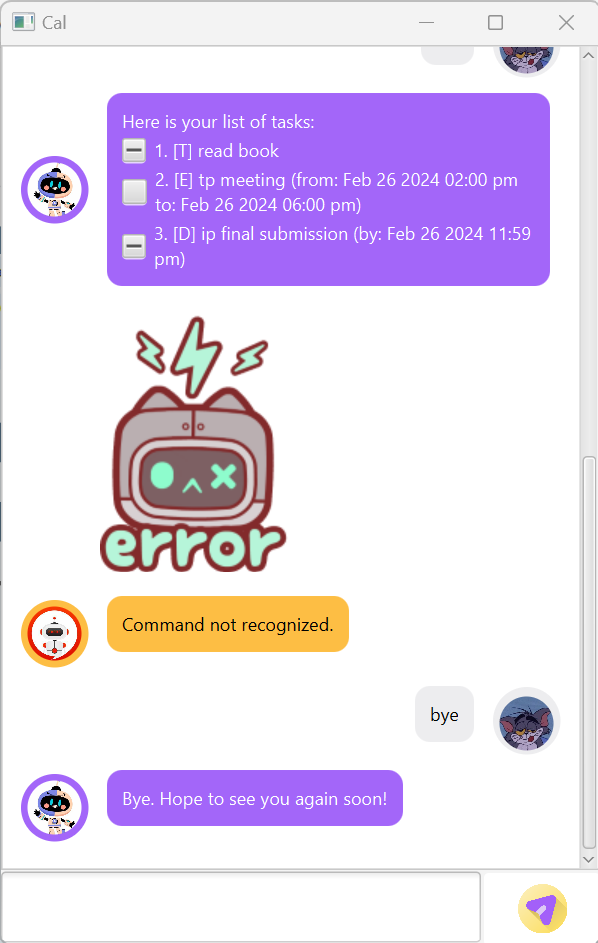 Cal
Here is your list of tasks:
1. [T] read book
2. [E] tp meeting (from: Feb 26 2024 02:00 pm
to: Feb 26 2024 06:00 pm)
3. [D] ip final submission (by: Feb 26 2024 11:59
pm)
error
Command not recognized.
bye
Bye. Hope to see you again soon!